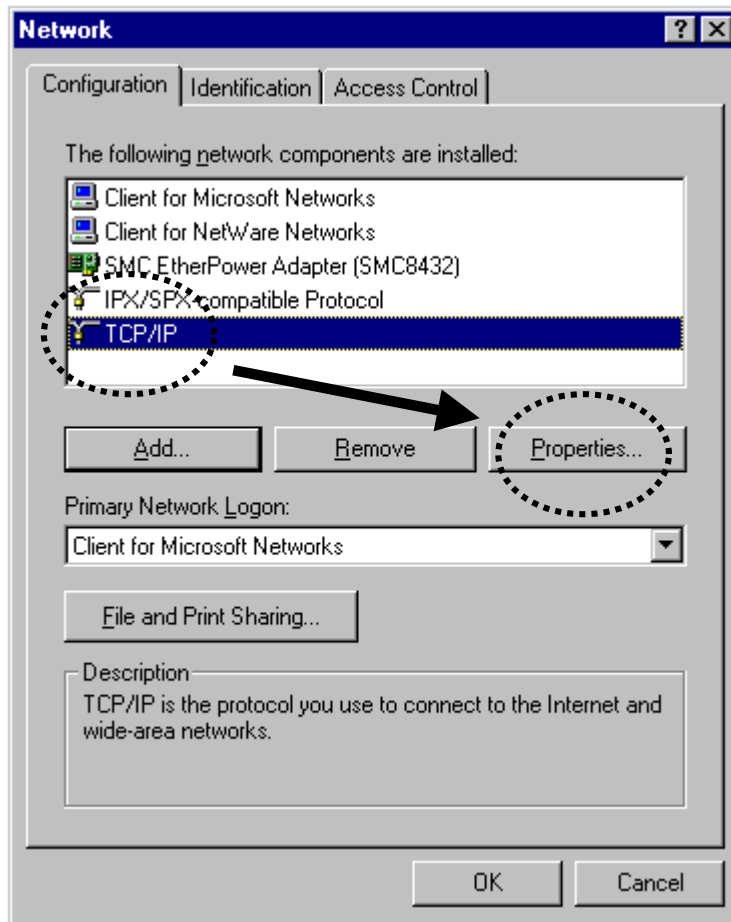 Network
Configuration Identification Access Control
The following network components are installed:
Client for Microsoft Networks
Client for NetWare Networks
SMC EtherPower Adapter (SMC8432)
IPX/SPX-compatible Protocol
TCP/IP
Add... Remove Properties...
Primary Network Logon:
Client for Microsoft Networks
File and Print Sharing...
Description
TCP/IP is the protocol you use to connect to the Internet and
wide-area networks.
OK Cancel